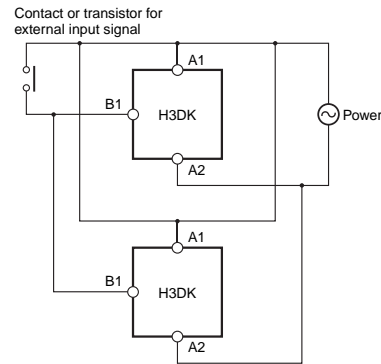 Contact or transistor for
external input signal
A1
B1
H3DK
Power
A2
A1
B1
H3DK
A2